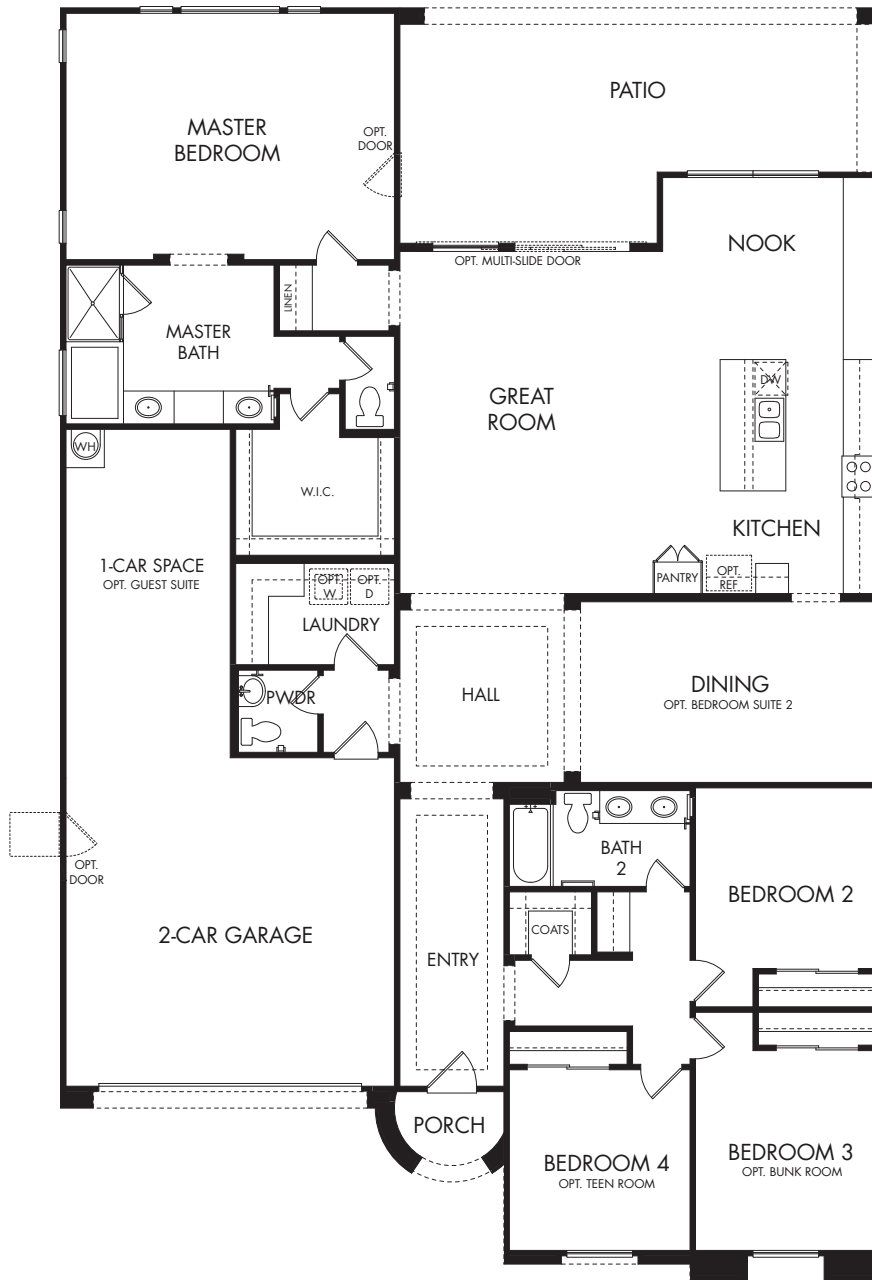 PATIO
MASTER
BEDROOM
OPT.
DOOR
NOOK
OPT. MULTI-SLIDE DOOR
LINEN
MASTER
BATH
DW
GREAT
ROOM
WH
W.I.C.
KITCHEN
1-CAR SPACE
OPT. GUEST SUITE
OPT.
W
OPT.
D
PANTRY
OPT.
REF
LAUNDRY
PWDR
HALL
DINING
OPT. BEDROOM SUITE 2
OPT.
DOOR
BATH
2
BEDROOM 2
2-CAR GARAGE
COATS
ENTRY
PORCH
BEDROOM 4
OPT. TEEN ROOM
BEDROOM 3
OPT. BUNK ROOM